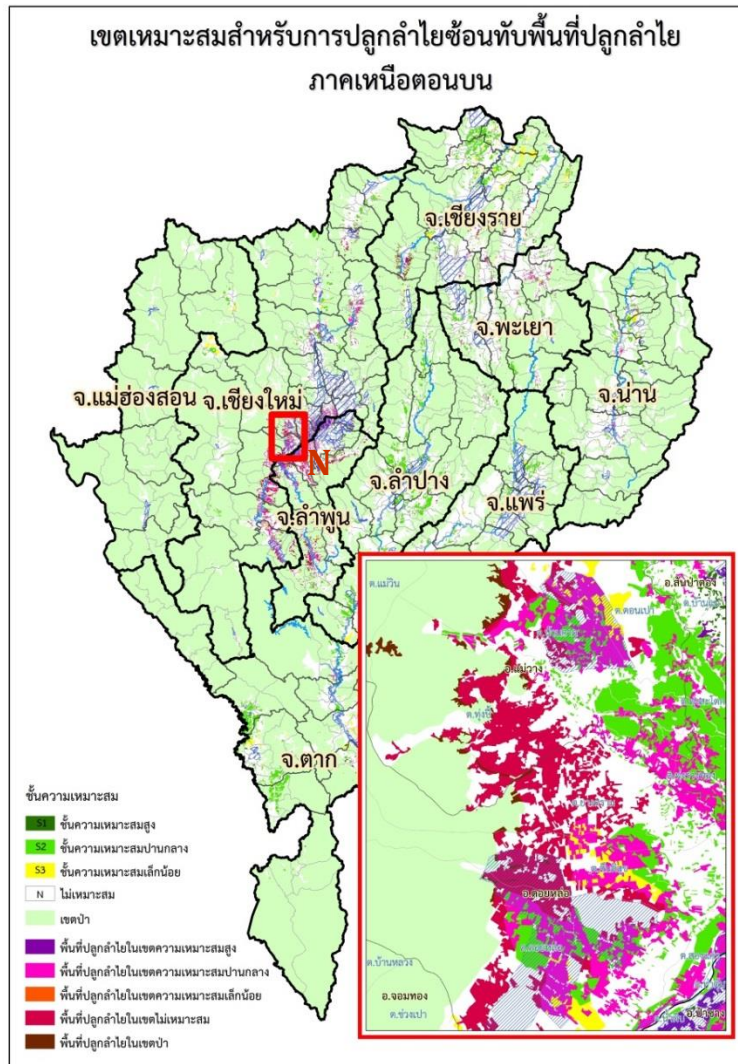 เขตเหมาะสมสำหรับการปลูกลำไยซ้อนทับพื้นที่ปลูกลำไย
ภาคเหนือตอนบน
จ.เชียงราย
จ.พะเยา
จ.แม่ฮ่องสอน
จ.เชียงใหม่
จ.น่าน
N
จ.ลำปาง
จ.แพร่
จ.ลำพูน
จ.ตาก
ต.แม่วิน
อ.สันป่าตอง
ต.ดอนเปา
อ.แม่วาง
อ.ดอยหล่อ
ต.บ้านหลวง
อ.จอมทอง
ต.ข่วงเปา
อ.ป่าซาง
ชั้นความเหมาะสม
S1 ชั้นความเหมาะสมสูง
S2 ชั้นความเหมาะสมปานกลาง
S3 ชั้นความเหมาะสมเล็กน้อย
N ไม่เหมาะสม
เขตป่า
พื้นที่ปลูกลำไยในเขตความเหมาะสมสูง
พื้นที่ปลูกลำไยในเขตความเหมาะสมปานกลาง
พื้นที่ปลูกลำไยในเขตความเหมาะสมเล็กน้อย
พื้นที่ปลูกลำไยในเขตไม่เหมาะสม
พื้นที่ปลูกลำไยในเขตป่า